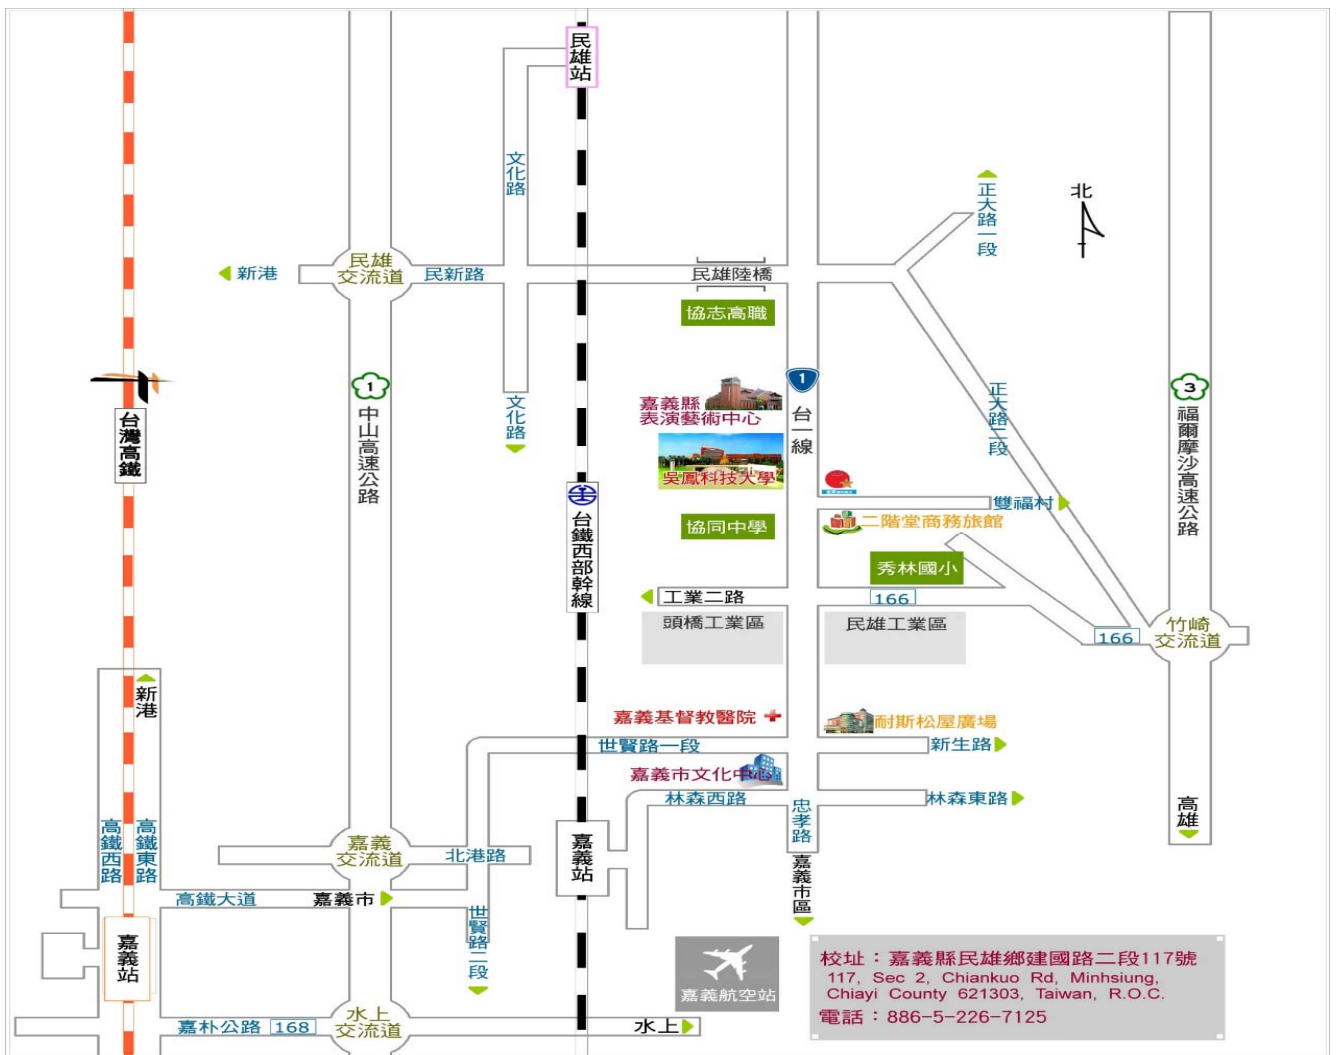 民雄站
文化路
正大路一段
北
新港
民雄
交流道
民新路
民雄陸橋
協志高職
1
中山高速公路
1
台一線
3
福爾摩沙高速公路
台灣高鐵
文化路
嘉義縣
表演藝術中心
正大路二段
吳鳳科技大學
雙福村
二階堂商務旅館
協同中學
台鐵西部幹線
秀林國小
工業二路
166
頭橋工業區
民雄工業區
166
竹崎
交流道
新港
嘉義基督教醫院
耐斯松屋廣場
世賢路一段
新生路
嘉義市文化中心
林森西路
忠孝路
林森東路
高雄
高鐵西路
高鐵東路
嘉義
交流道
北港路
嘉義站
嘉義市區
高鐵大道
嘉義市
世賢路二段
嘉義站
嘉義航空站
校址：嘉義縣民雄鄉建國路二段117號
117, Sec 2, Chiankuo Rd, Minhsiung,
Chiayi County 621303, Taiwan, R.O.C.
電話：886-5-226-7125
嘉朴公路 168
水上
交流道
水上